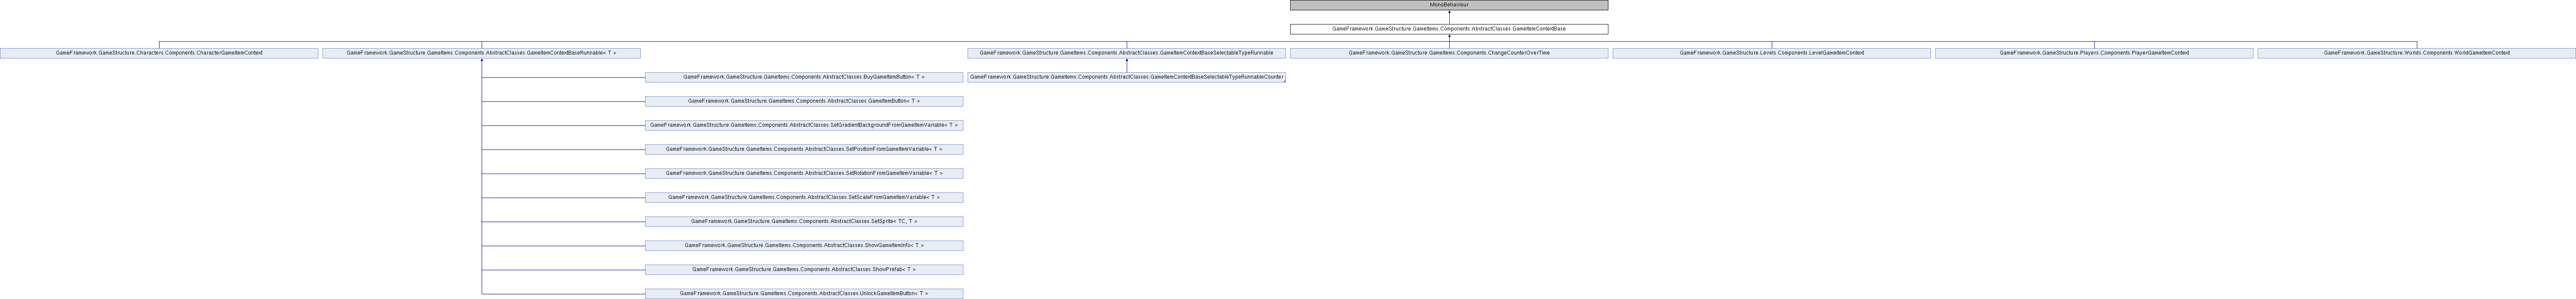 MonoBehaviour
GameFramework.GameStructure.GameItems.Components.AbstractClasses.GameItemContextBase
GameFramework.GameStructure.Characters.Components.CharacterGameItemContext
GameFramework.GameStructure.GameItems.Components.AbstractClasses.GameItemContextBaseRunnable< T >
GameFramework.GameStructure.GameItems.Components.AbstractClasses.GameItemContextBaseSelectableTypeRunnable
GameFramework.GameStructure.GameItems.Components.ChangeCounterOverTime
GameFramework.GameStructure.Levels.Components.LevelGameItemContext
GameFramework.GameStructure.Players.Components.PlayerGameItemContext
GameFramework.GameStructure.Worlds.Components.WorldGameItemContext
GameFramework.GameStructure.GameItems.Components.AbstractClasses.BuyGameItemButton< T >
GameFramework.GameStructure.GameItems.Components.AbstractClasses.GameItemContextBaseSelectableTypeRunnableCounter
GameFramework.GameStructure.GameItems.Components.AbstractClasses.GameItemButton< T >
GameFramework.GameStructure.GameItems.Components.AbstractClasses.SetGradientBackgroundFromGameItemVariable< T >
GameFramework.GameStructure.GameItems.Components.AbstractClasses.SetPositionFromGameItemVariable< T >
GameFramework.GameStructure.GameItems.Components.AbstractClasses.SetRotationFromGameItemVariable< T >
GameFramework.GameStructure.GameItems.Components.AbstractClasses.SetScaleFromGameItemVariable< T >
GameFramework.GameStructure.GameItems.Components.AbstractClasses.SetSprite< TC, T >
GameFramework.GameStructure.GameItems.Components.AbstractClasses.ShowGameItemInfo< T >
GameFramework.GameStructure.GameItems.Components.AbstractClasses.ShowPrefab< T >
GameFramework.GameStructure.GameItems.Components.AbstractClasses.UnlockGameItemButton< T >